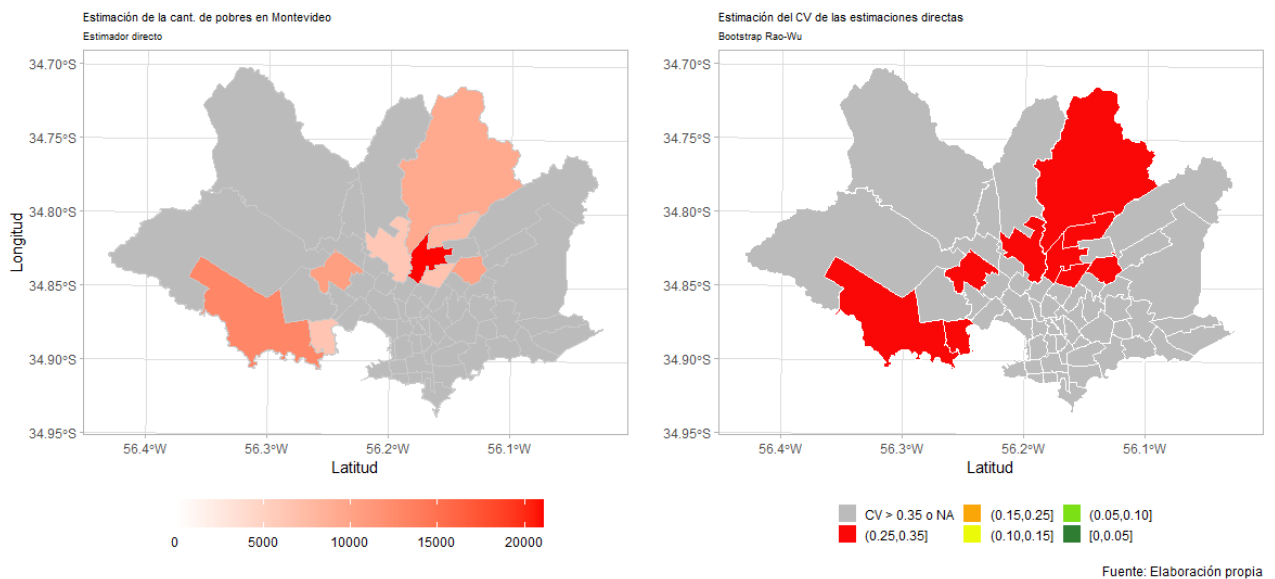 Estimación de la cant. de pobres en Montevideo
Estimador directo
34.70°S
34.75°S
34.80°S
34.85°S
34.90°S
34.95°S
Longitud
56.4°W
56.3°W
56.2°W
56.1°W
Latitud
0
5000
10000
15000
20000
Estimación del CV de las estimaciones directas
Bootstrap Rao-Wu
34.70°S
34.75°S
34.80°S
34.85°S
34.90°S
34.95°S
56.4°W
56.3°W
56.2°W
56.1°W
Latitud
CV > 0.35 o NA
(0.15,0.25]
(0.05,0.10]
(0.25,0.35]
(0.10,0.15]
[0,0.05]
Fuente: Elaboración propia